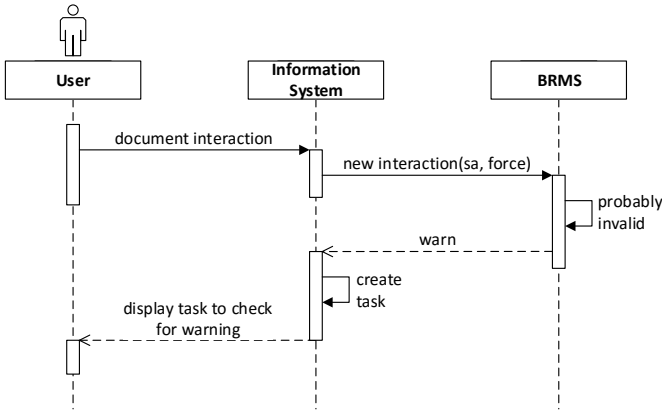 User
Information
System
BRMS
document interaction
new interaction(sa, force)
probably
invalid
warn
create
task
display task to check
for warning